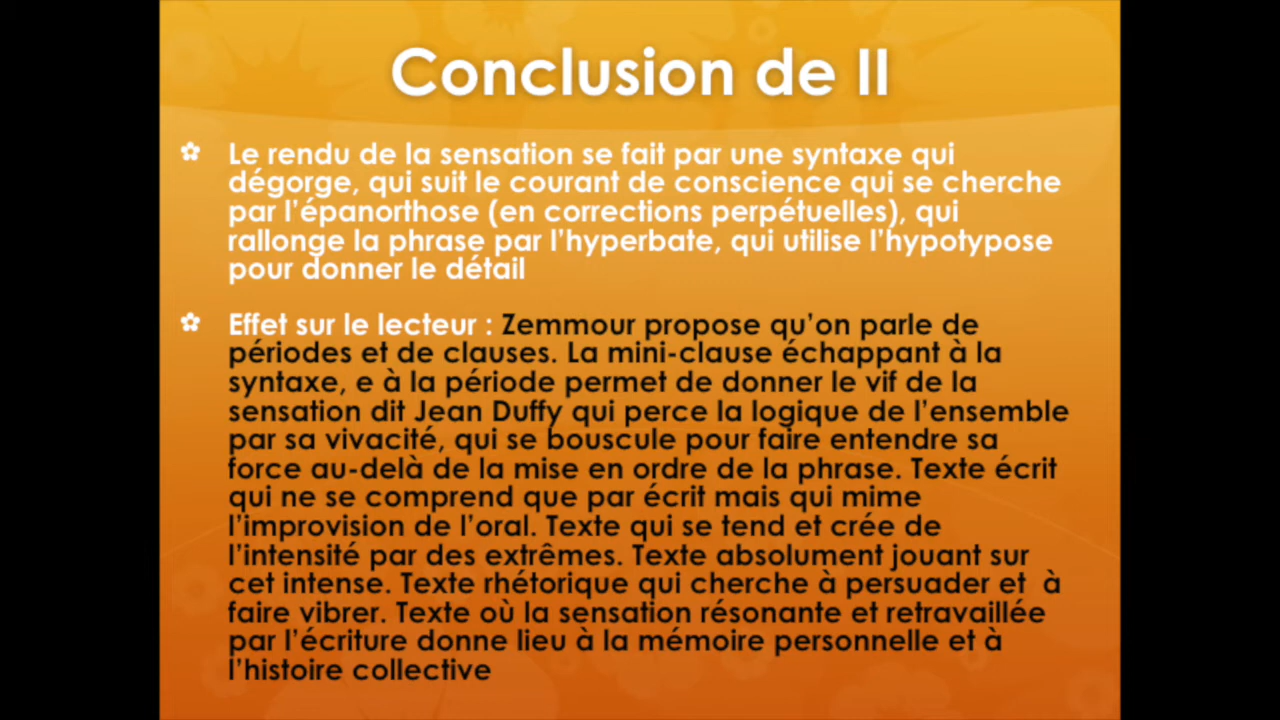 Conclusion de II
Le rendu de la sensation se fait par une syntaxe qui
dégorge, qui suit le courant de conscience qui se cherche
par l'épanorthose (en corrections perpétuelles), qui
rallonge la phrase par l'hyperbate, qui utilise l'hypotypose
pour donner le détail
Effet sur le lecteur : Zemmour propose qu'on parle de
périodes et de clauses. La mini-clause échappant à la
syntaxe, e à la période permet de donner le vif de la
sensation dit Jean Duffy qui perce la logique de l'ensemble
par sa vivacité, qui se bouscule pour faire entendre sa
force au-delà de la mise en ordre de la phrase. Texte écrit
qui ne se comprend que par écrit mais qui mime
l'improvision de l'oral. Texte qui se tend et crée de
l'intensité par des extrêmes. Texte absolument jouant sur
cet intense. Texte rhétorique qui cherche à persuader et  à
faire vibrer. Texte où la sensation résonante et retravaillée
par l'écriture donne lieu à la mémoire personnelle et à
l'histoire collective